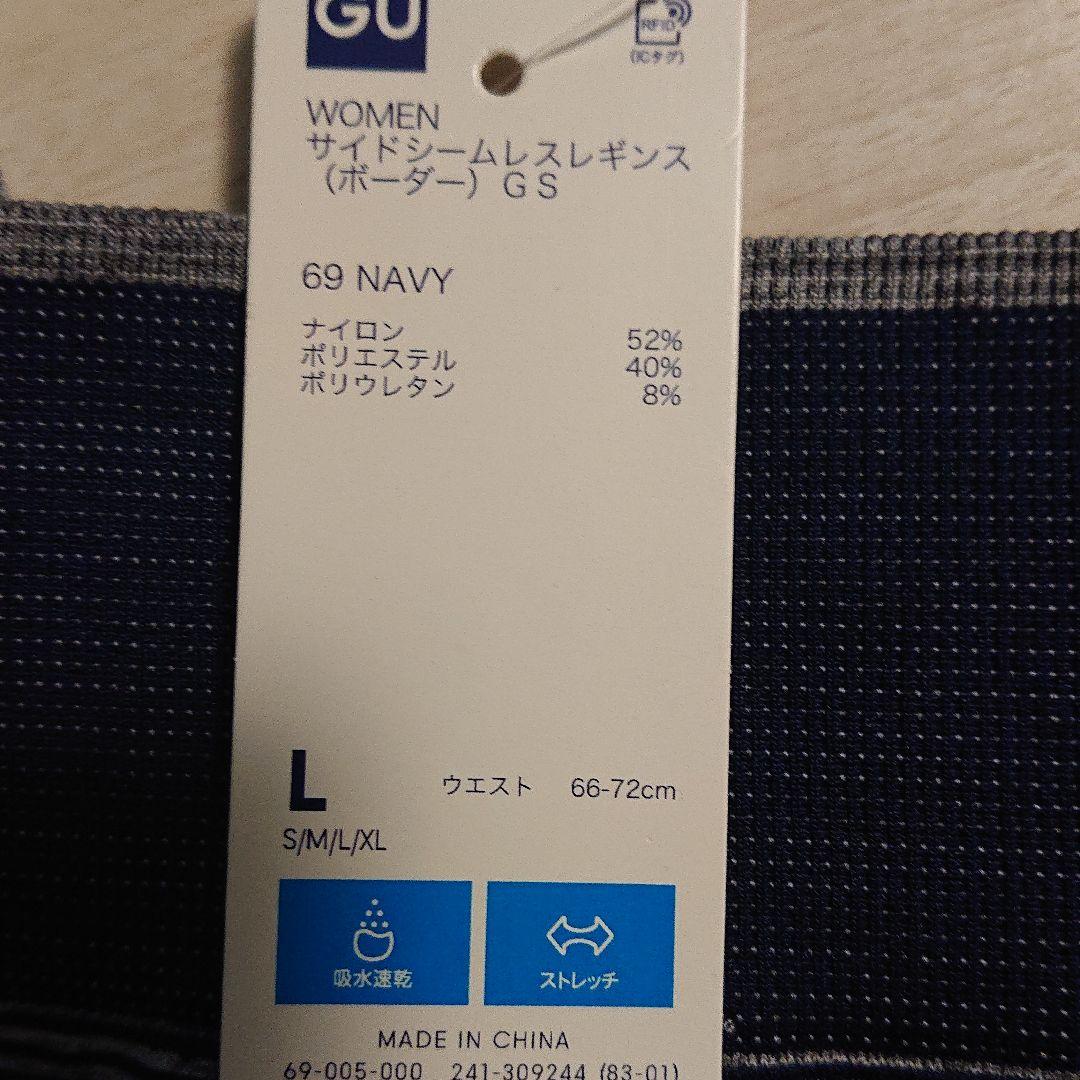 GU
RFID
(ICタグ)
WOMEN
サイドシームレスレギンス
（ボーダー）ＧＳ
69 NAVY
ナイロン 52%
ポリエステル 40%
ポリウレタン 8%
L ウエスト 66-72cm
S/M/L/XL
吸水速乾 ストレッチ
MADE IN CHINA
69-005-000 241-309244 (83-01)